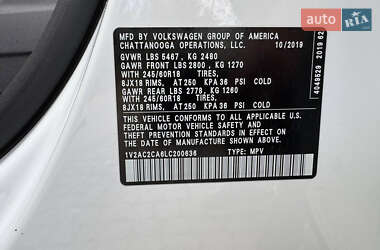 AUTO.RIA
MFD BY VOLKSWAGEN GROUP OF AMERICA
CHATTANOOGA OPERATIONS, LLC. 10/2019
GVWR LBS 5467, KG 2480
GAWR FRONT LBS 2800 , KG 1270
WITH 245/60R18 TIRES,
8JX18 RIMS, AT 250 KPA 36 PSI COLD
GAWR REAR LBS 2778, KG 1260
WITH 245/60R18 TIRES,
8JX18 RIMS, AT 250 KPA 36 PSI COLD
THIS VEHICLE CONFORMS TO ALL APPLICABLE U.S.
FEDERAL MOTOR VEHICLE SAFETY, BUMPER, AND
THEFT PREVENTION STANDARDS IN EFFECT ON THE
DATE OF MANUFACTURE SHOWN ABOVE.
1V2AC2CA6LC200636 TYPE: MPV
4049529 2019 62